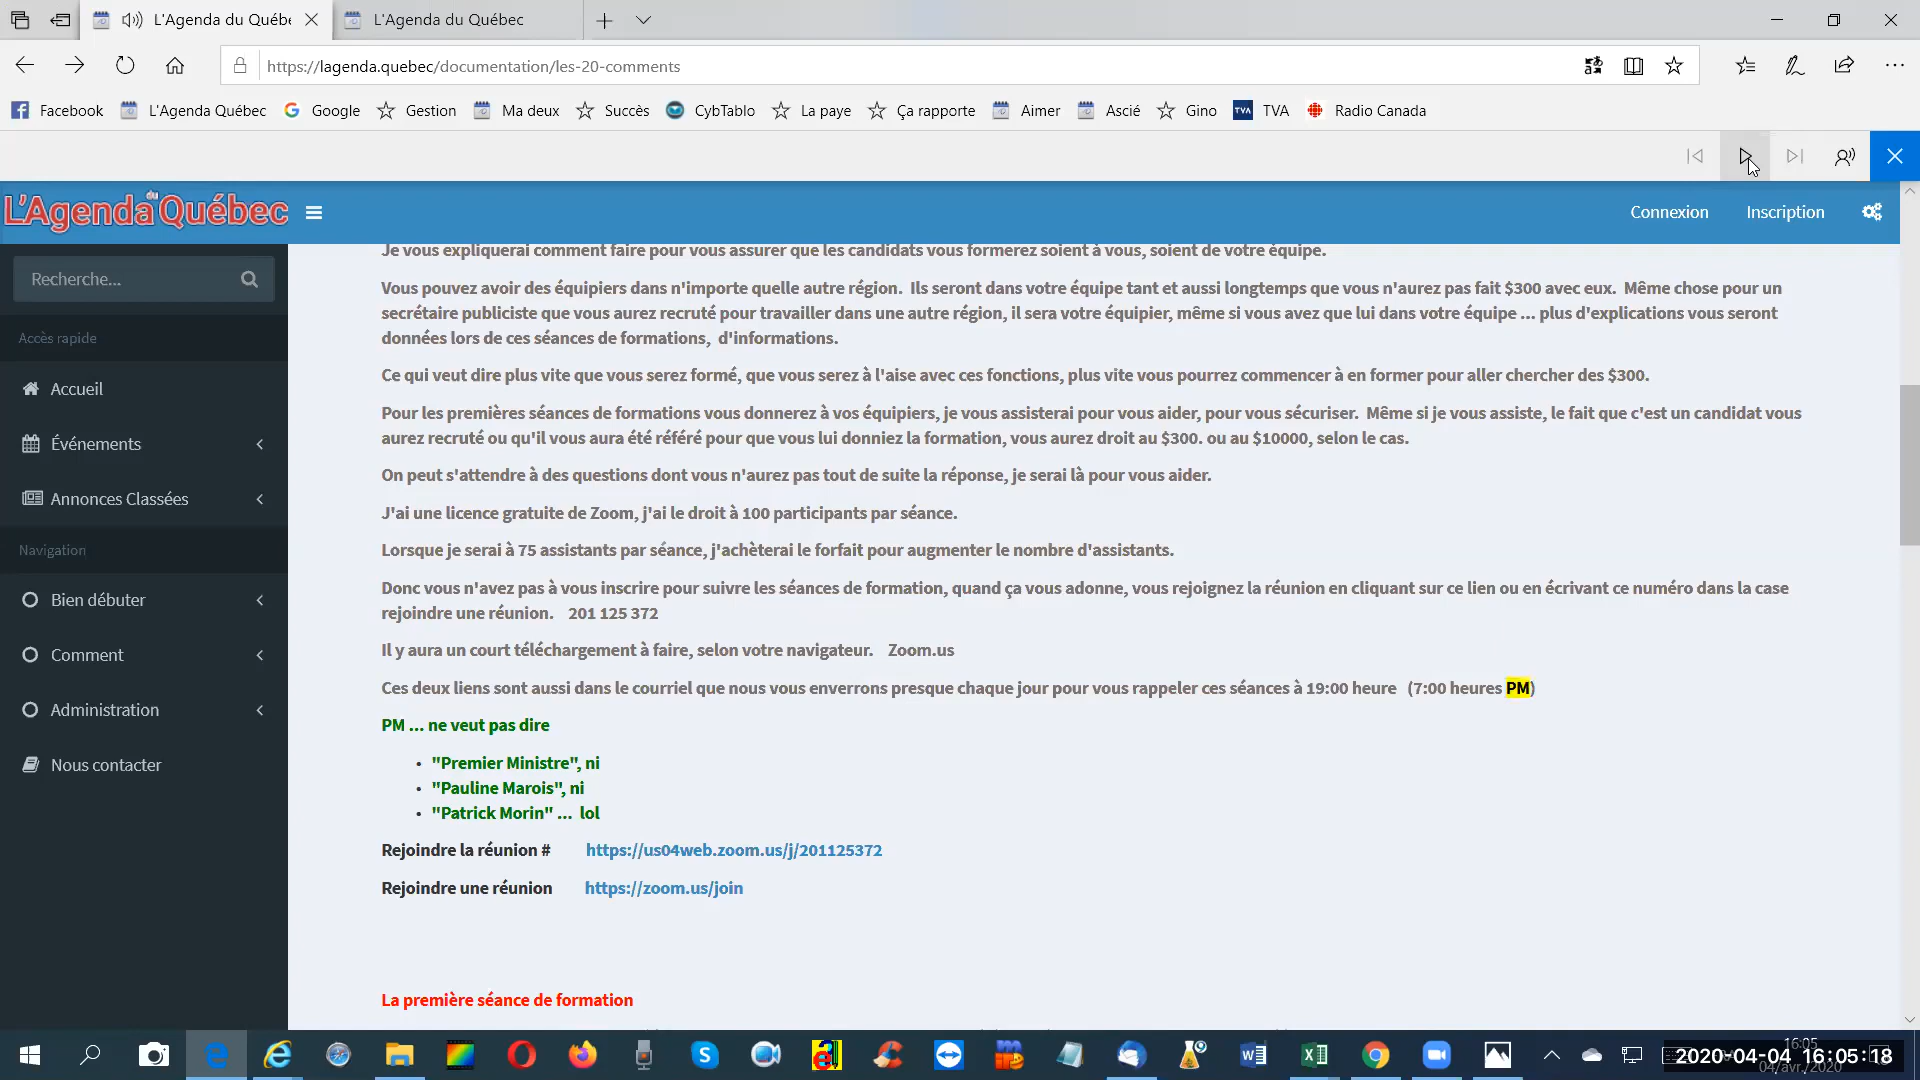 L'Agenda du Québe
L'Agenda du Québec
https://lagenda.quebec/documentation/les-20-comments
Facebook
L'Agenda Québec
Google
Gestion
Ma deux
Succès
CybTablo
La paye
Ça rapporte
Aimer
Ascié
Gino
TVA
TVA
Radio Canada
L'Agenda du Québec
Connexion
Inscription
Recherche...
Accès rapide
Accueil
Événements
Annonces Classées
Navigation
Bien débuter
Comment
Administration
Nous contacter
Je vous expliquerai comment faire pour vous assurer que les candidats vous formerez soient à vous, soient de votre équipe.
Vous pouvez avoir des équipiers dans n'importe quelle autre région. Ils seront dans votre équipe tant et aussi longtemps que vous n'aurez pas fait $300 avec eux. Même chose pour un
secrétaire publiciste que vous aurez recruté pour travailler dans une autre région, il sera votre équipier, même si vous avez que lui dans votre équipe ... plus d'explications vous seront
données lors de ces séances de formations, d'informations.
Ce qui veut dire plus vite que vous serez formé, que vous serez à l'aise avec ces fonctions, plus vite vous pourrez commencer à en former pour aller chercher des $300.
Pour les premières séances de formations vous donnerez à vos équipiers, je vous assisterai pour vous aider, pour vous sécuriser. Même si je vous assiste, le fait que c'est un candidat vous
aurez recruté ou qu'il vous aura été référé pour que vous lui donniez la formation, vous aurez droit au $300. ou au $10000, selon le cas.
On peut s'attendre à des questions dont vous n'aurez pas tout de suite la réponse, je serai là pour vous aider.
J'ai une licence gratuite de Zoom, j'ai le droit à 100 participants par séance.
Lorsque je serai à 75 assistants par séance, j'achèterai le forfait pour augmenter le nombre d'assistants.
Donc vous n'avez pas à vous inscrire pour suivre les séances de formation, quand ça vous adonne, vous rejoignez la réunion en cliquant sur ce lien ou en écrivant ce numéro dans la case
rejoindre une réunion. 201 125 372
Il y aura un court téléchargement à faire, selon votre navigateur. Zoom.us
Ces deux liens sont aussi dans le courriel que nous vous enverrons presque chaque jour pour vous rappeler ces séances à 19:00 heure (7:00 heures PM)
PM ... ne veut pas dire
• "Premier Ministre", ni
• "Pauline Marois", ni
• "Patrick Morin" ... lol
Rejoindre la réunion # https://us04web.zoom.us/j/201125372
Rejoindre une réunion https://zoom.us/join
La première séance de formation
16:05
2020-04-04 16:05:18
04/avr./2020